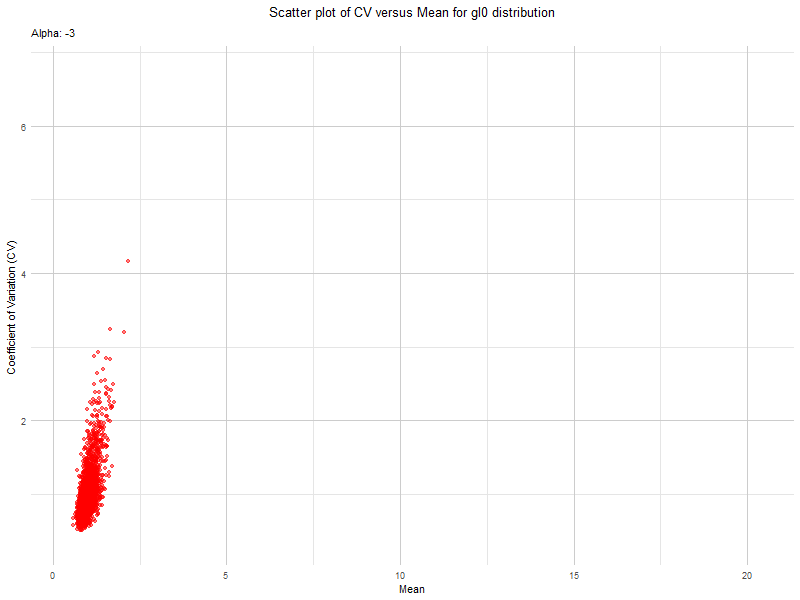 Scatter plot of CV versus Mean for gI0 distribution
Alpha: -3
Coefficient of Variation (CV)
6
4
2
0
5
10
15
20
Mean